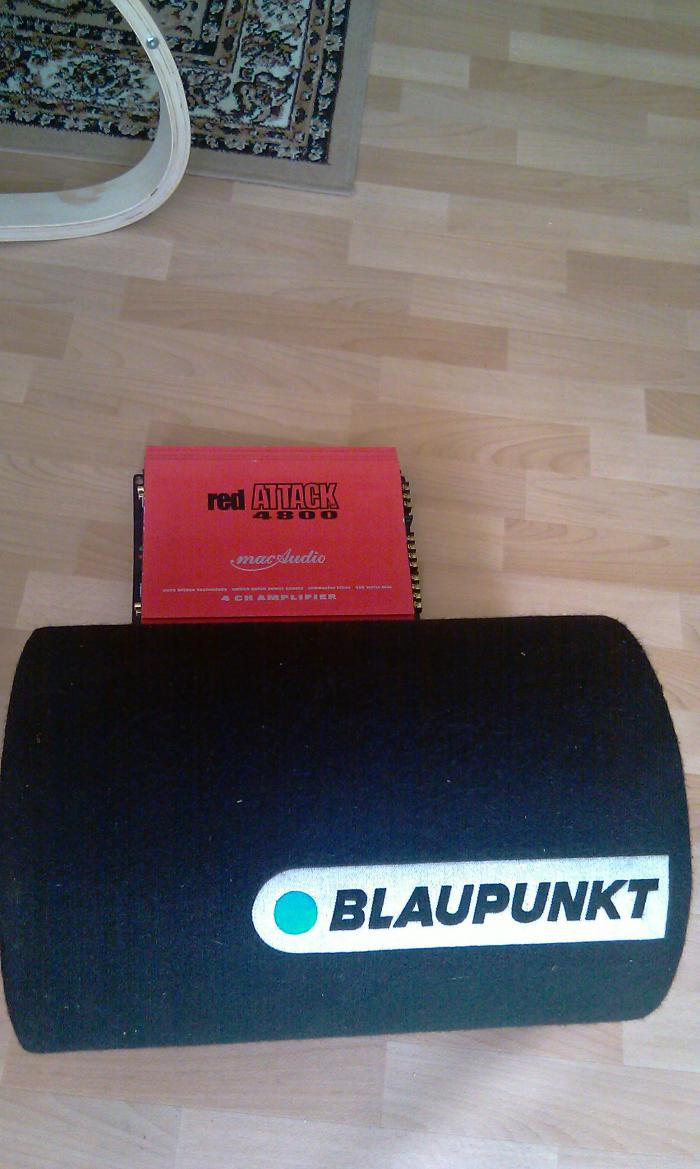 red ATTACK
4800
macAudio
4 CH AMPLIFIER
BLAUPUNKT